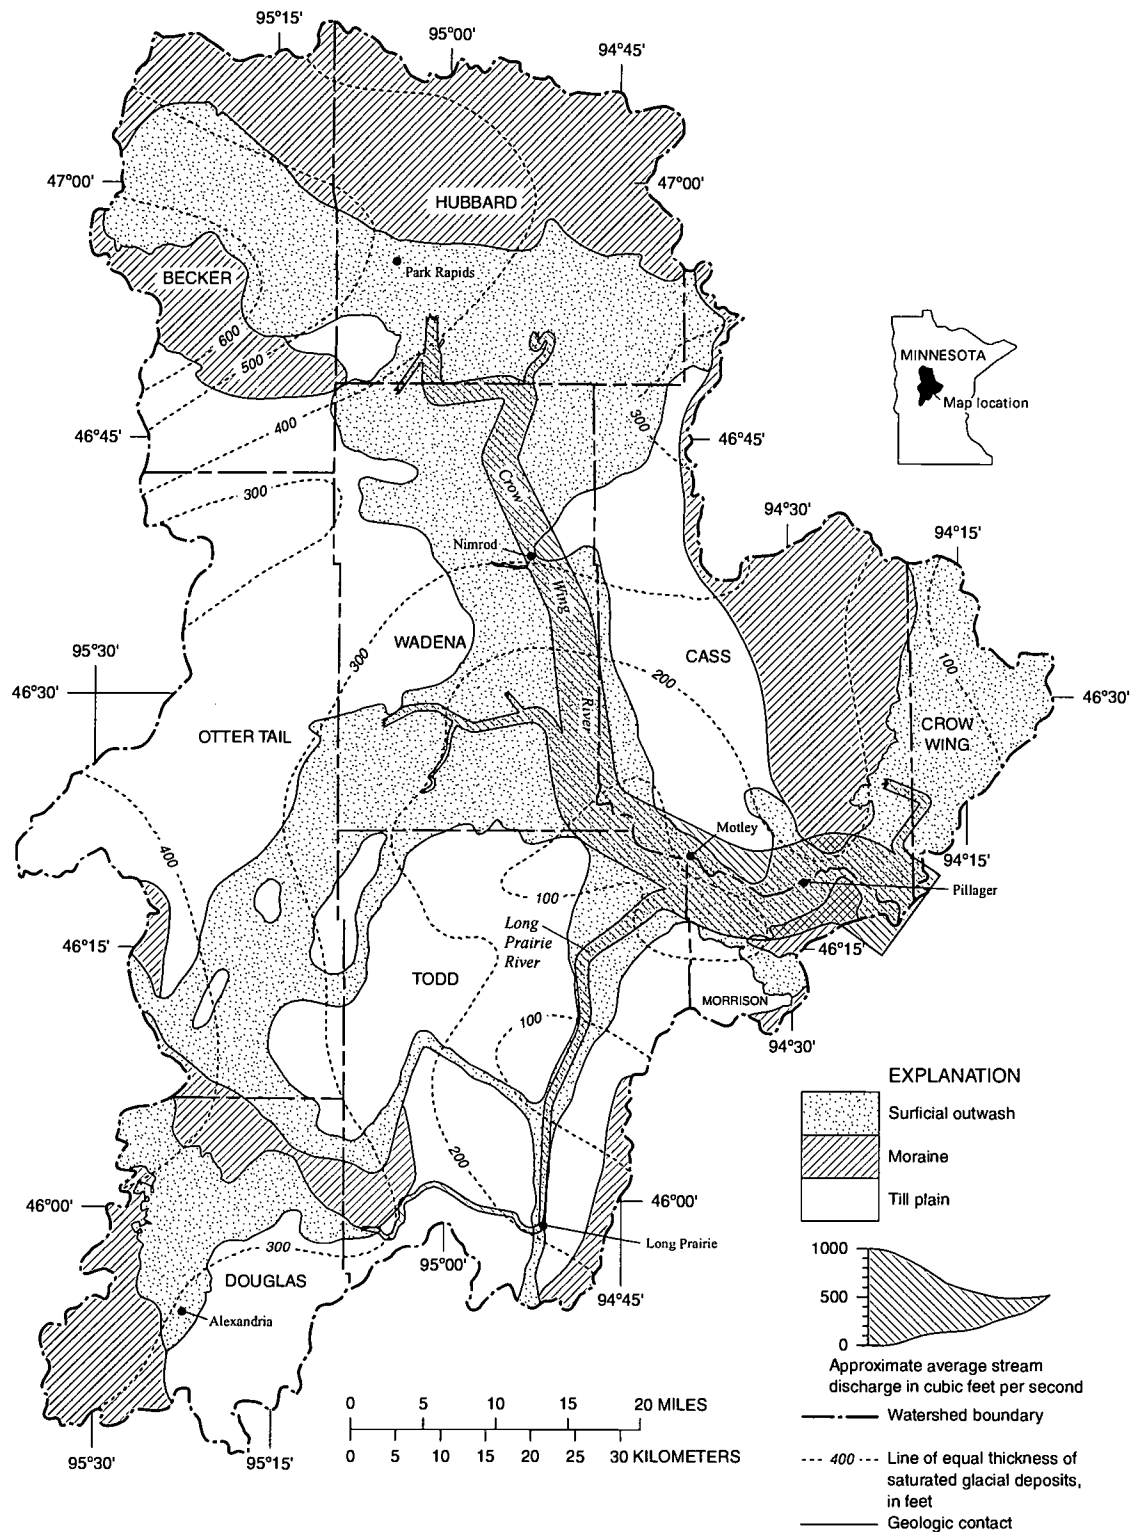 95°15'
95°00'
94°45'
47°00'
47°00'
HUBBARD
BECKER
Park Rapids
600
500
400
300
MINNESOTA
Map location
46°45'
46°45'
300
Crow
94°30'
94°15'
Nimrod
Wing
WADENA
CASS
100
95°30'
300
200
46°30'
46°30'
River
OTTER TAIL
CROW
WING
400
Motley
94°15'
Pillager
100
Long
Prairie
River
46°15'
46°15'
TODD
MORRISON
100
94°30'
EXPLANATION
Surficial outwash
Moraine
Till plain
200
46°00'
46°00'
Long Prairie
300
95°00'
DOUGLAS
94°45'
Alexandria
1000
500
0
Approximate average stream
discharge in cubic feet per second
0 5 10 15 20 MILES
0 5 10 15 20 25 30 KILOMETERS
95°30'
95°15'
Watershed boundary
400 Line of equal thickness of
saturated glacial deposits,
in feet
Geologic contact